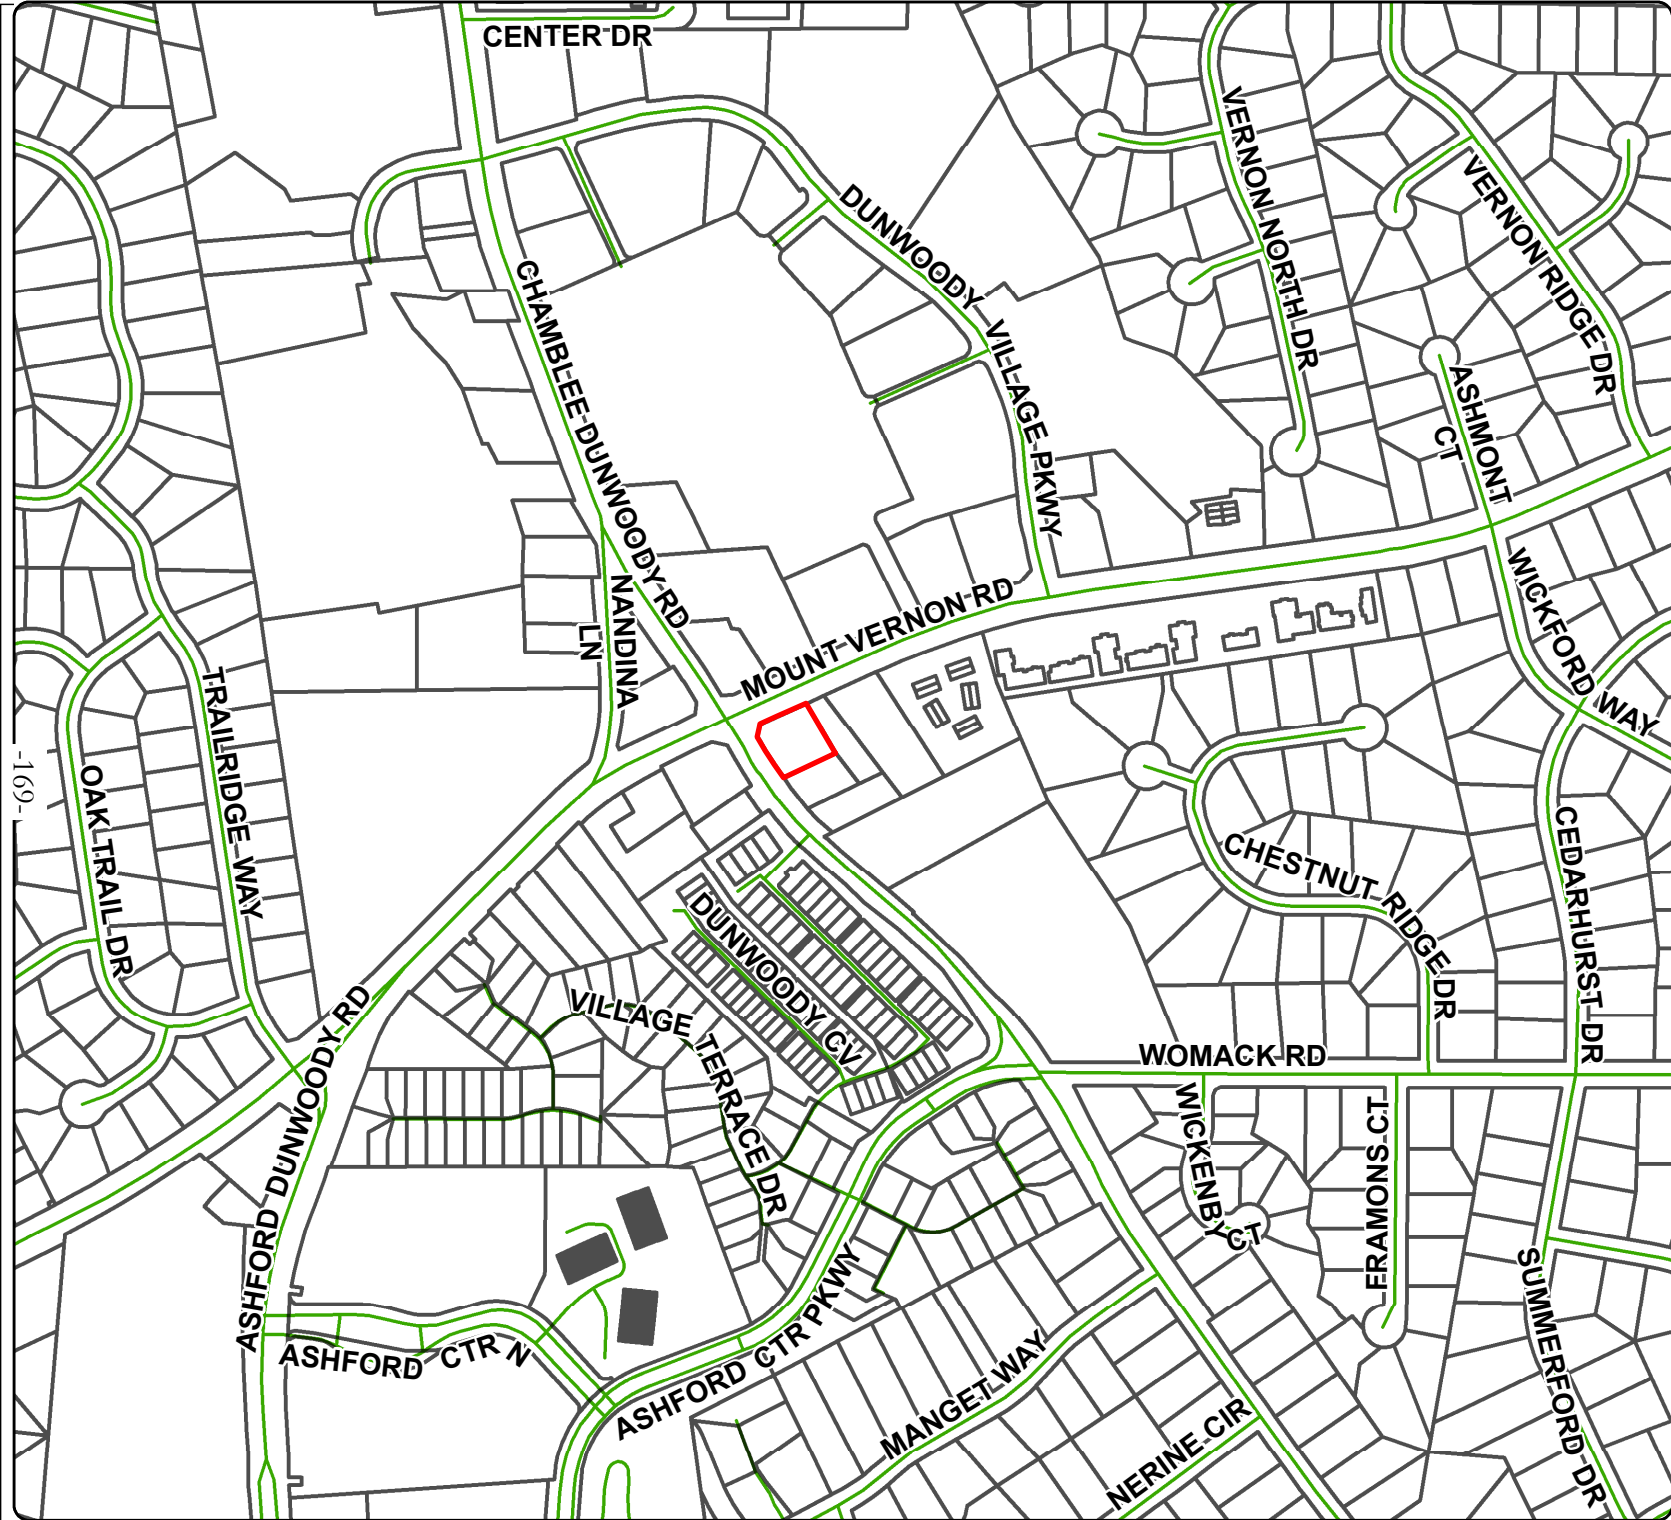 CENTER DR
DUNWOODY VILLAGE PKWY
VERNON NORTH DR
VERNON RIDGE DR
CHAMBLEE DUNWOODY RD
ASHMONT
CT
MOUNT VERNON RD
NANDINA
LN
WICKFORD WAY
TRAILRIDGE WAY
OAK TRAIL DR
-169-
CHESTNUT RIDGE DR
CEDARHURST DR
DUNWOODY CV
VILLAGE TERRACE DR
WOMACK RD
ASHFORD DUNWOODY RD
WICKENBY CT
FRAMONS CT
SUMMERFORD DR
ASHFORD CTR N
ASHFORD CTR PKWY
MANGET WAY
NERINE CIR